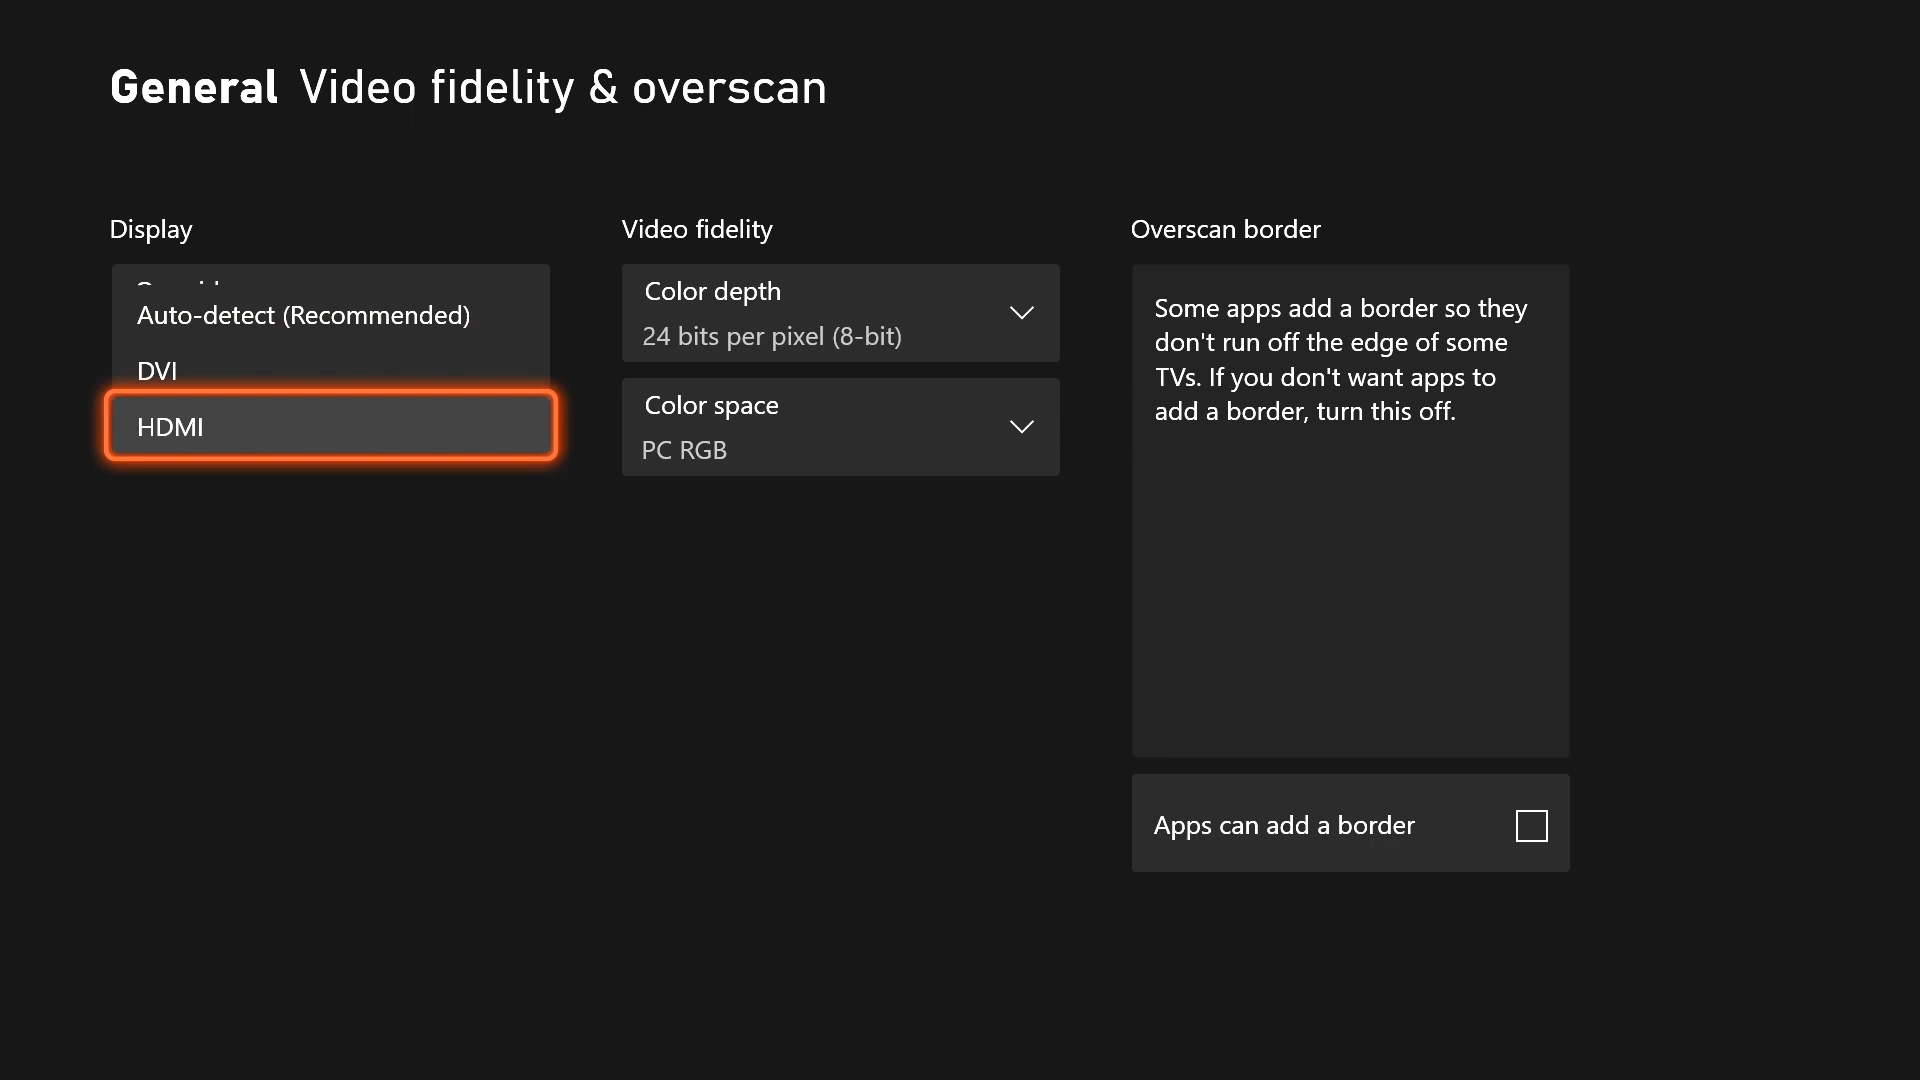 General Video fidelity & overscan
Display
Auto-detect (Recommended)
DVI
HDMI
Video fidelity
Color depth
24 bits per pixel (8-bit)
Color space
PC RGB
Overscan border
Some apps add a border so they
don't run off the edge of some
TVs. If you don't want apps to
add a border, turn this off.
Apps can add a border